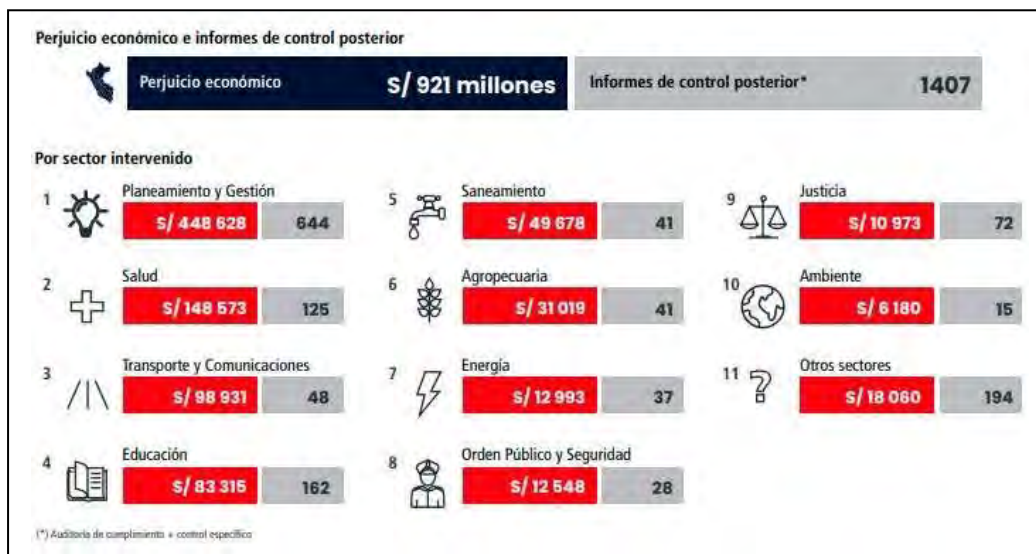 Perjuicio económico e informes de control posterior
Perjuicio económico S/ 921 millones Informes de control posterior* 1407
Por sector intervenido
1 Planeamiento y Gestión
S/ 448 628 644
2 Salud
S/ 148 573 125
3 Transporte y Comunicaciones
S/ 98 931 48
4 Educación
S/ 83 315 162
5 Saneamiento
S/ 49 678 41
6 Agropecuaria
S/ 31 019 41
7 Energía
S/ 12 993 37
8 Orden Público y Seguridad
S/ 12 548 28
9 Justicia
S/ 10 973 72
10 Ambiente
S/ 6 180 15
11 Otros sectores
S/ 18 060 194
(*) Auditoría de cumplimiento + control específico